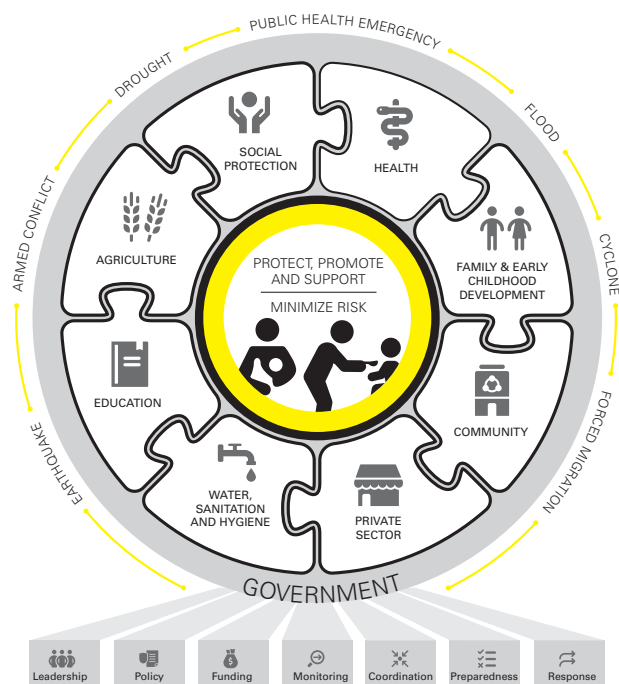 PUBLIC HEALTH EMERGENCY
DROUGHT
FLOOD
ARMED CONFLICT
CYCLONE
EARTHQUAKE
FORCED MIGRATION
SOCIAL
PROTECTION
HEALTH
AGRICULTURE
FAMILY & EARLY
CHILDHOOD
DEVELOPMENT
PROTECT, PROMOTE
AND SUPPORT
MINIMIZE RISK
EDUCATION
COMMUNITY
WATER,
SANITATION
AND HYGIENE
PRIVATE
SECTOR
GOVERNMENT
$
Leadership
Policy
Funding
Monitoring
Coordination
Preparedness
Response